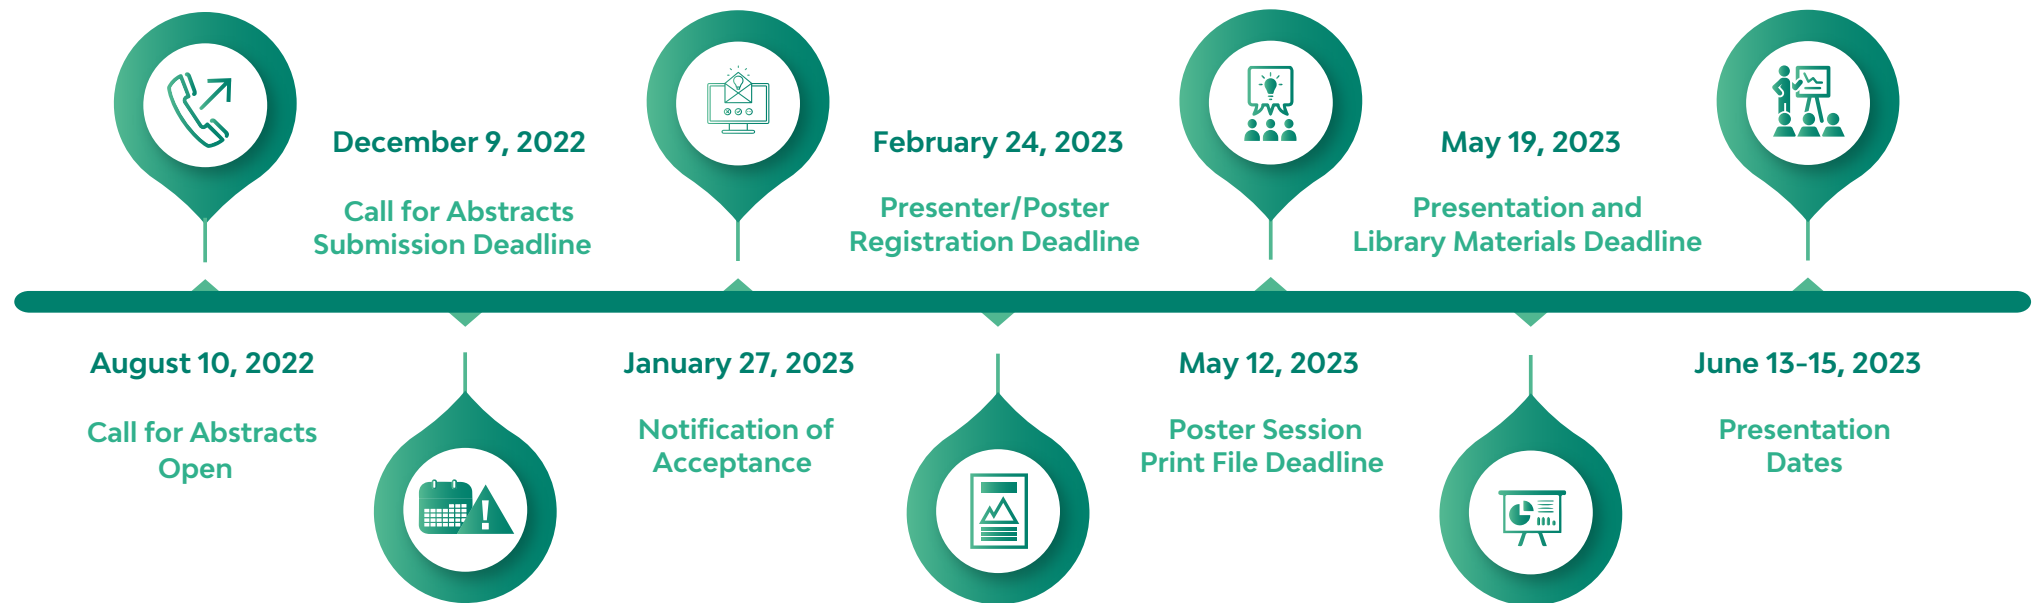 August 10, 2022
Call for Abstracts
Open
December 9, 2022
Call for Abstracts
Submission Deadline
January 27, 2023
Notification of
Acceptance
February 24, 2023
Presenter/Poster
Registration Deadline
May 12, 2023
Poster Session
Print File Deadline
May 19, 2023
Presentation and
Library Materials Deadline
June 13-15, 2023
Presentation
Dates